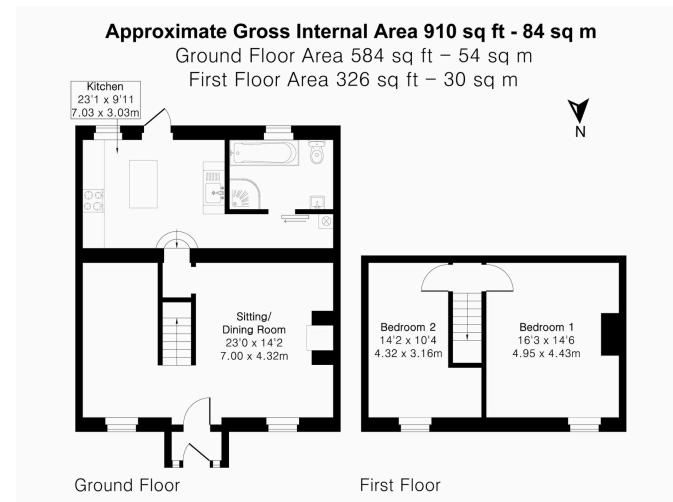 Approximate Gross Internal Area 910 sq ft - 84 sq m
Ground Floor Area 584 sq ft – 54 sq m
First Floor Area 326 sq ft – 30 sq m
Kitchen
23'1 x 9'11
7.03 x 3.03m
N
Sitting/
Dining Room
23'0 x 14'2
7.00 x 4.32m
Bedroom 2
14'2 x 10'4
4.32 x 3.16m
Bedroom 1
16'3 x 14'6
4.95 x 4.43m
Ground Floor
First Floor